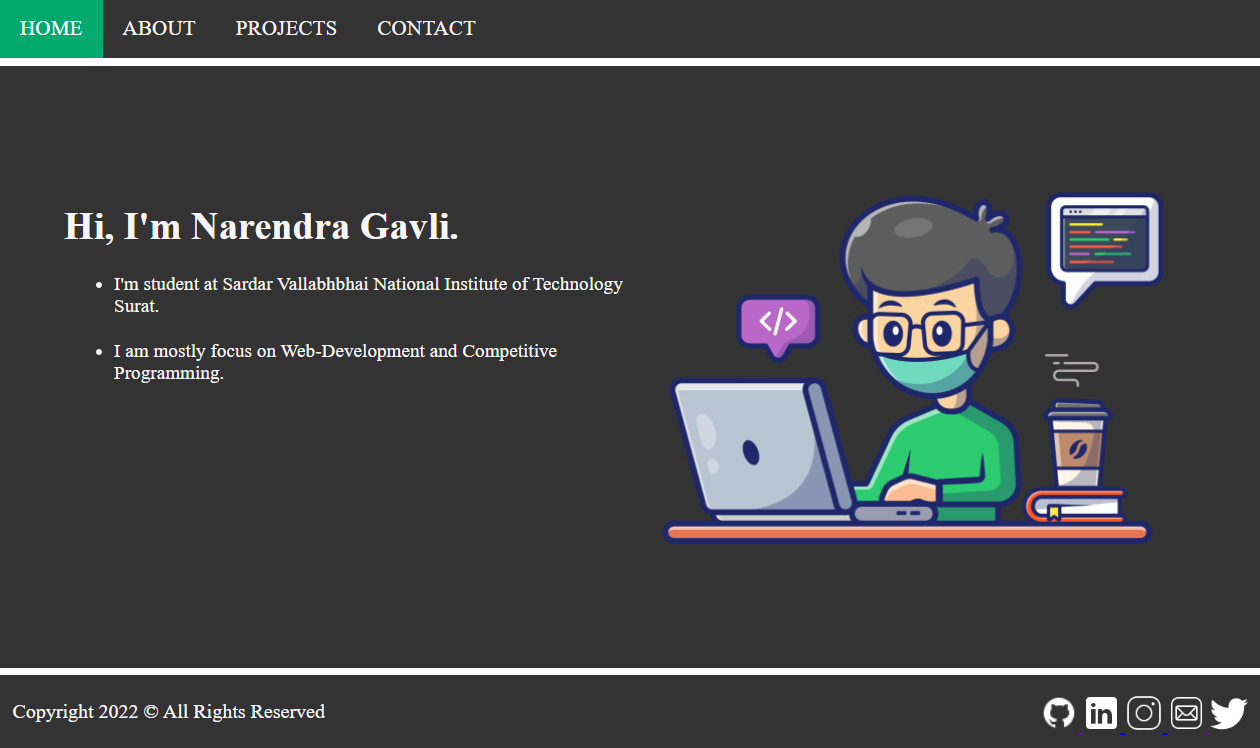 HOME ABOUT PROJECTS CONTACT
Hi, I'm Narendra Gavli.
I'm student at Sardar Vallabhbhai National Institute of Technology
Surat.
I am mostly focus on Web-Development and Competitive
Programming.
</>
Copyright 2022 © All Rights Reserved
in